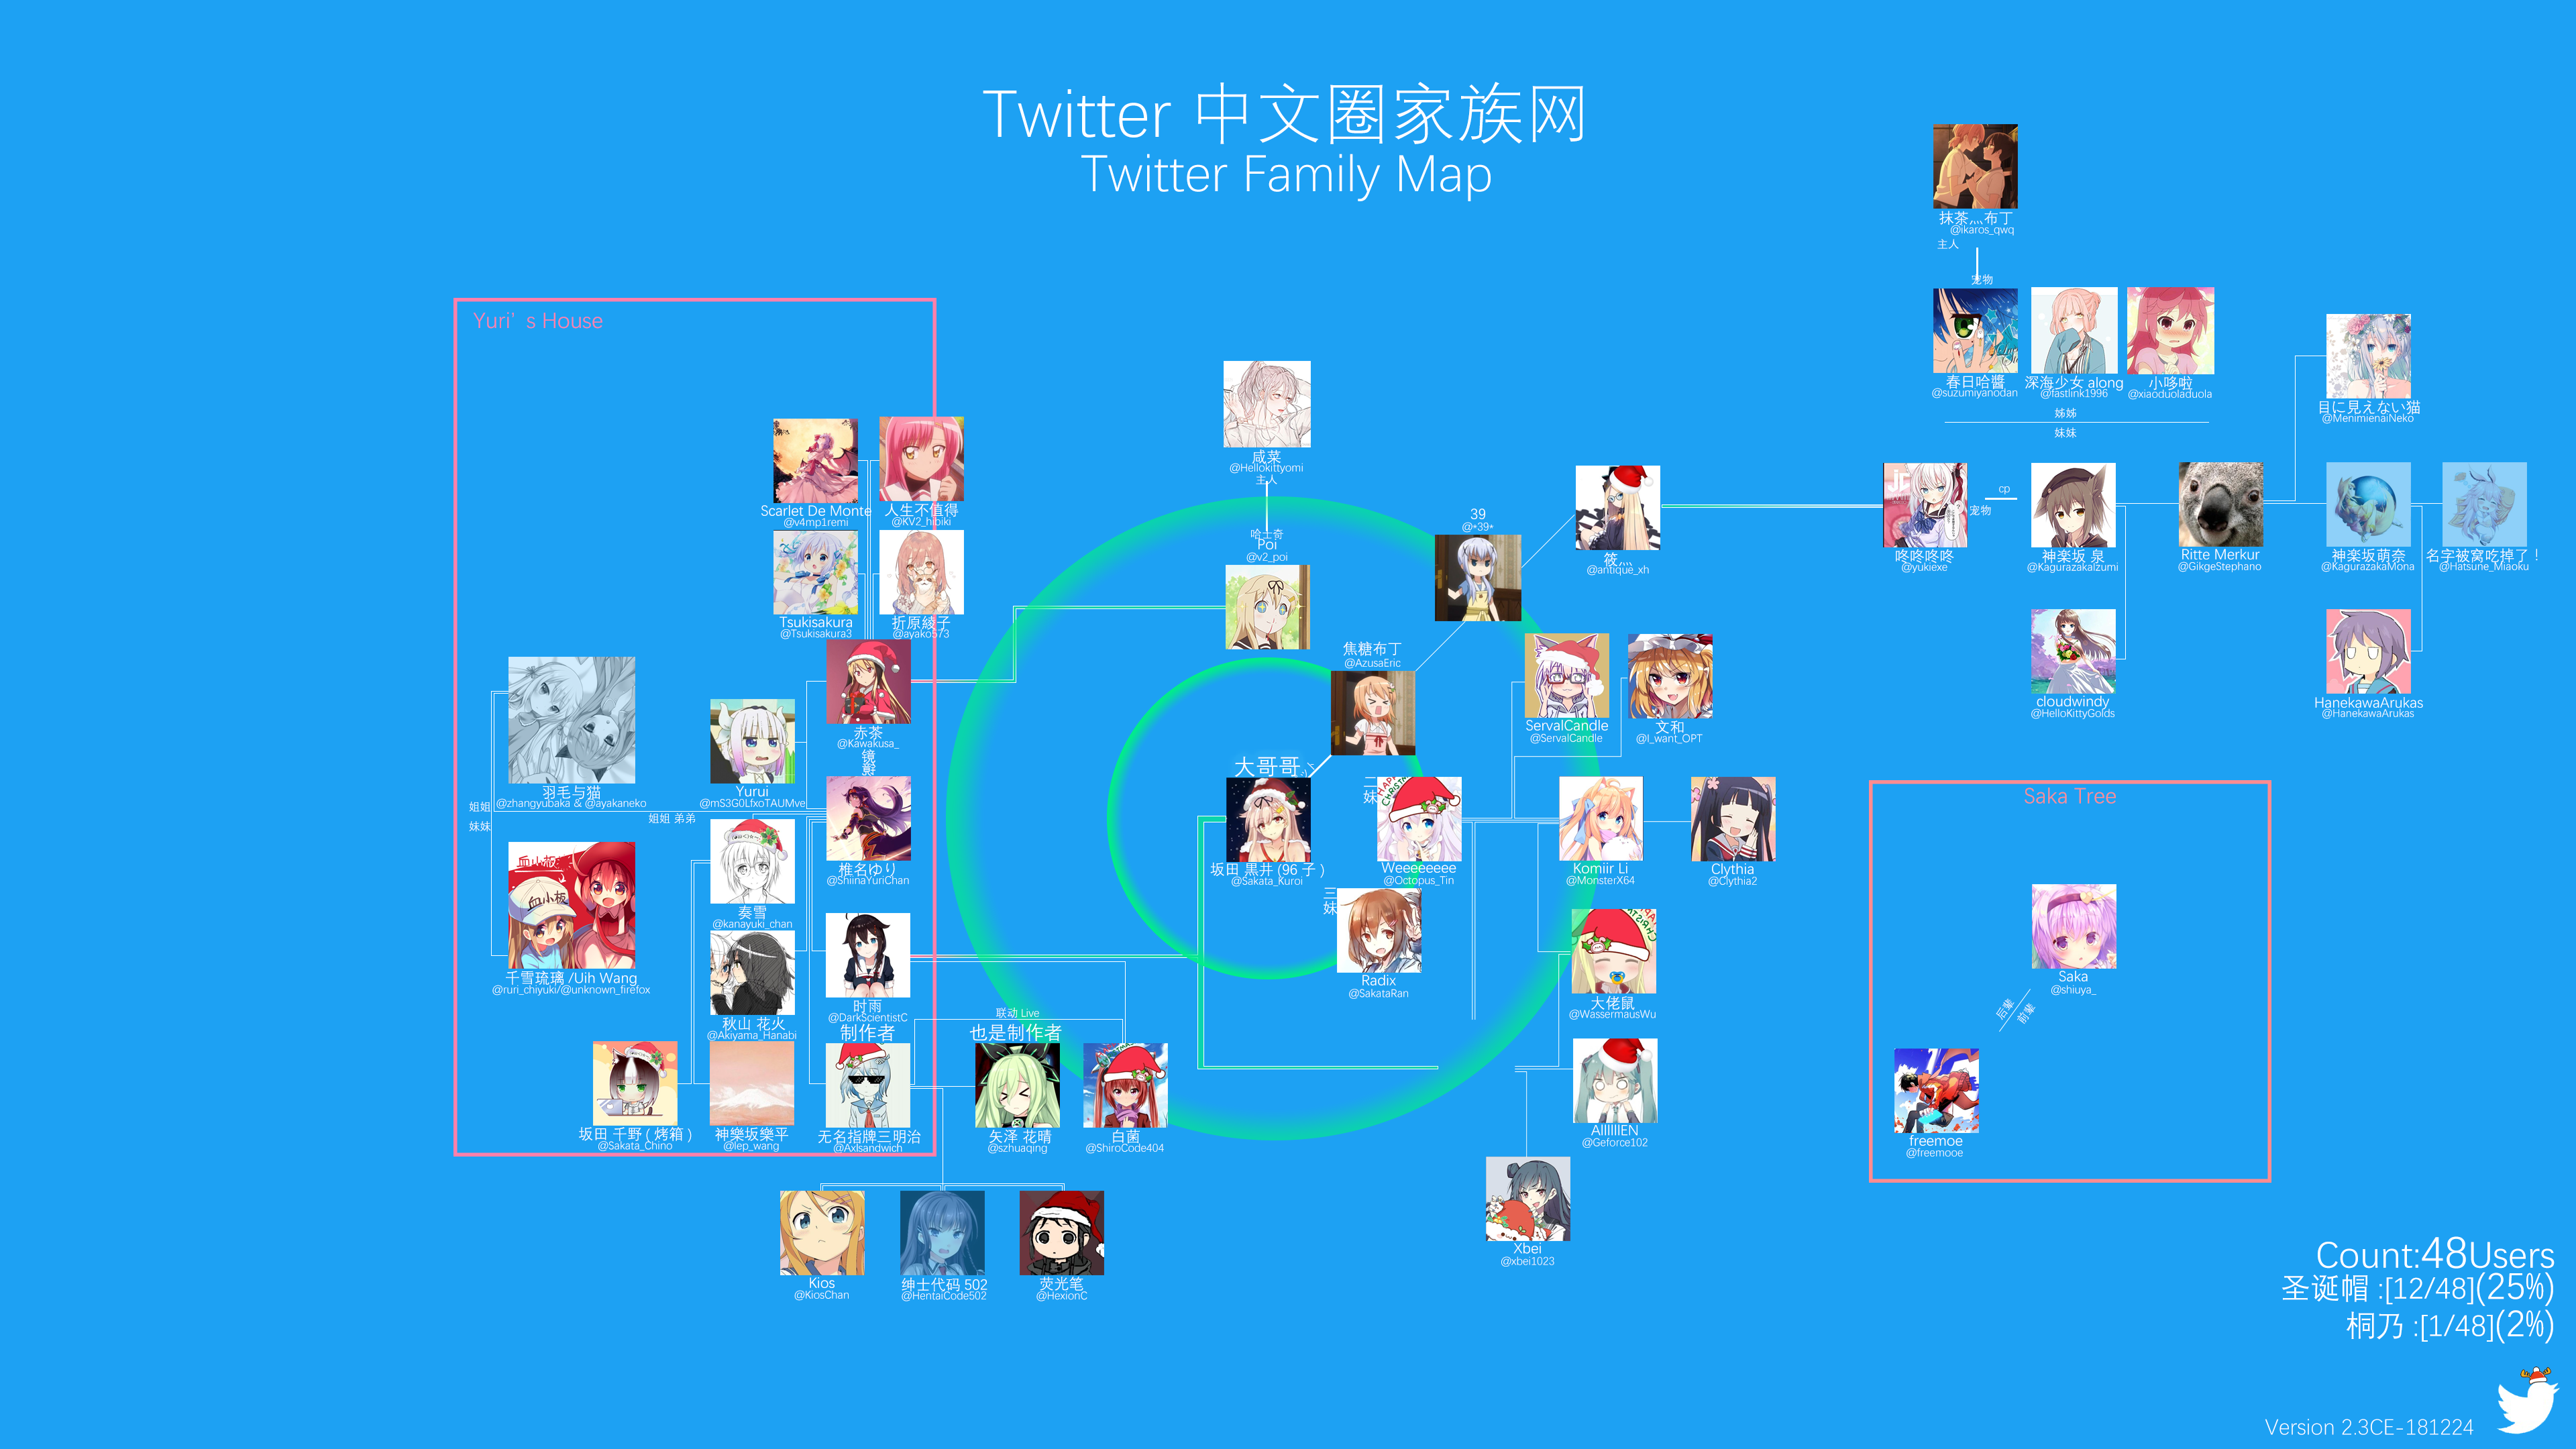 Twitter 中文圈家族网
Twitter Family Map
抹茶灬布丁
@ikaros_qwq
主人
宠物
春日哈醬
@suzumiyanodan
深海少女 along
@fastlink1996
小哆啦
@xiaoduoladuola
姊姊
妹妹
目に見えない猫
@MenimienaiNeko
Yuri’s House
Scarlet De Monte
@v4mp1remi
人生不值得
@KV2_hibiki
Tsukisakura
@Tsukisakura3
折原綾子
@ayako573
咸菜
@Hellokittyomi
主人
哈士奇
Poi
@v2_poi
39
@*39*
筱灬
@antique_xh
咚咚咚咚
@yukiexe
cp
宠物
神楽坂 泉
@KagurazakaIzumi
Ritte Merkur
@GikgeStephano
神楽坂萌奈
@KagurazakaMona
名字被窝吃掉了！
@Hatsune_Miaoku
cloudwindy
@HelloKittyGolds
HanekawaArukas
@HanekawaArukas
焦糖布丁
@AzusaEric
ServalCandle
@ServalCandle
文和
@I_want_OPT
赤茶
@Kawakusa_
镜
羽毛与猫
@zhangyubaka & @ayakaneko
姐姐
妹妹
Yurui
@mS3G0LfxoTAUMve
姐姐 弟弟
椎名ゆり
@ShiinaYuriChan
大哥哥
坂田 黒井 (96 子 )
@Sakata_Kuroi
二妹
Weeeeeeee
@Octopus_Tin
三妹
Radix
@SakataRan
Komiir Li
@MonsterX64
Clythia
@Clythia2
血小板
血小板
千雪琉璃 /Uih Wang
@ruri_chiyuki/@unknown_firefox
奏雪
@kanayuki_chan
秋山 花火
@Akiyama_Hanabi
时雨
@DarkScientistC
大佬鼠
@WassermausWu
Saka Tree
Saka
@shiuya_
后辈
前辈
freemoe
@freemooe
制作者
无名指牌三明治
@AxIsandwich
联动 Live
也是制作者
矢泽 花晴
@szhuaqing
白菌
@ShiroCode404
坂田 千野 ( 烤箱 )
@Sakata_Chino
神樂坂樂平
@lep_wang
AllllllEN
@Geforce102
Xbei
@xbei1023
Kios
@KiosChan
绅士代码 502
@HentaiCode502
荧光笔
@HexionC
Count:48Users
圣诞帽 :[12/48](25%)
桐乃 :[1/48](2%)
Version 2.3CE-181224